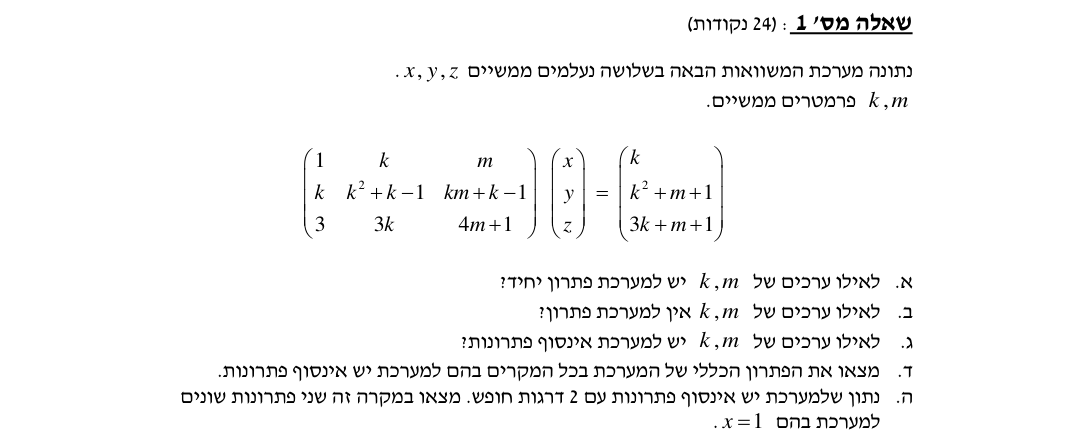 שאלה מס' 1 : (24 נקודות)
נתונה מערכת המשוואות הבאה בשלושה נעלמים ממשיים x, y, z .
k , m פרמטרים ממשיים.
( 1 k m ) ( x ) = ( k )
( k k² + k − 1 km + k − 1 ) ( y ) = ( k² + m + 1 )
( 3 3k 4m + 1 ) ( z ) = ( 3k + m + 1 )
א. לאילו ערכים של k , m יש למערכת פתרון יחיד?
ב. לאילו ערכים של k , m אין למערכת פתרון?
ג. לאילו ערכים של k , m יש למערכת אינסוף פתרונות?
ד. מצאו את הפתרון הכללי של המערכת בכל המקרים בהם למערכת יש אינסוף פתרונות.
ה. נתון שלמערכת יש אינסוף פתרונות עם 2 דרגות חופש. מצאו במקרה זה שני פתרונות שונים
למערכת בהם x = 1 .